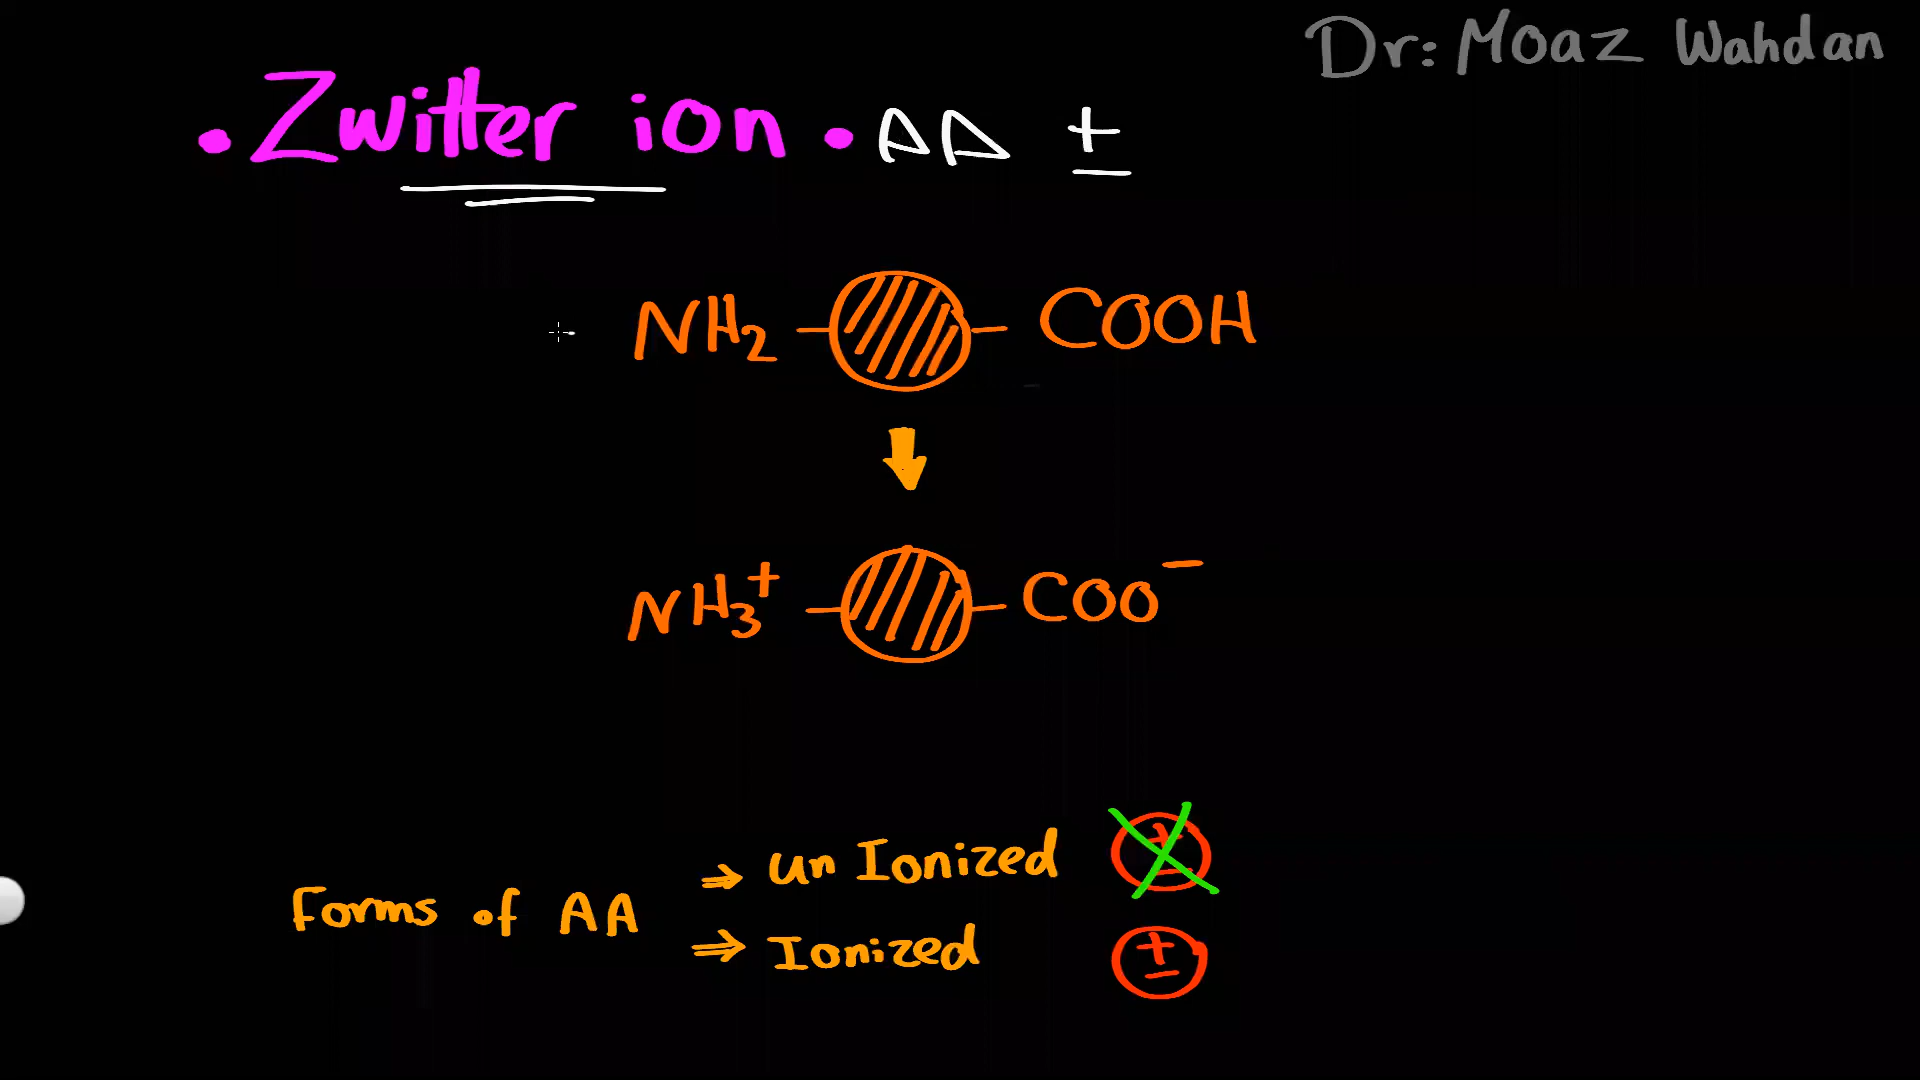 Dr: Moaz Wahdan
. Zwitter ion . AA ±
NH2 - - COOH
NH3+ - - COO-
Forms of AA
⇒ un Ionized ±
⇒ Ionized ±